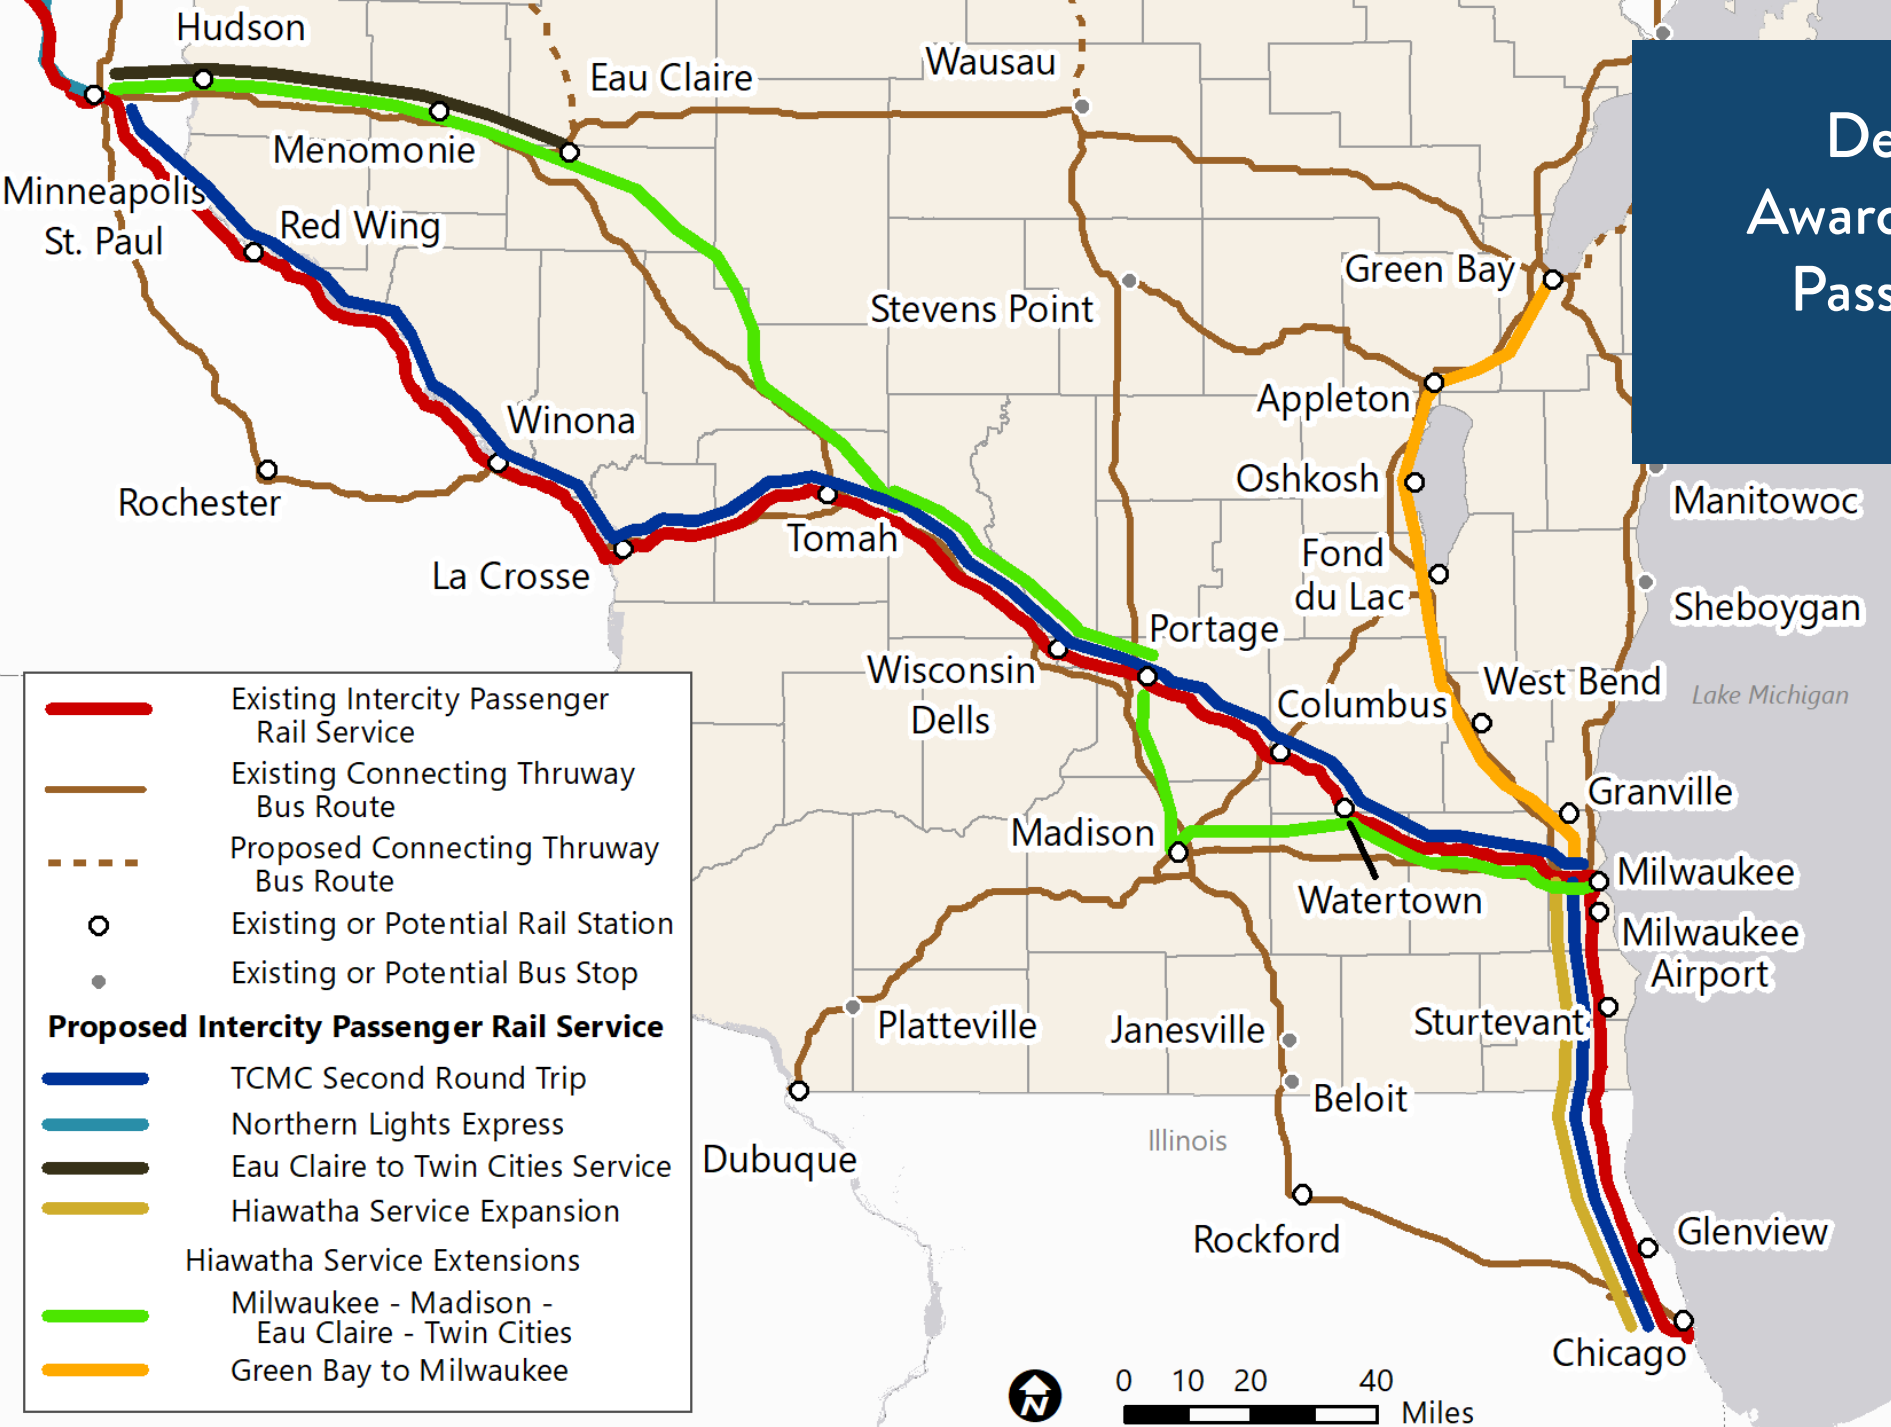 Hudson
Wausau
Eau Claire
Menomonie
Minneapolis
St. Paul
Red Wing
Green Bay
Stevens Point
Appleton
Winona
Oshkosh
Rochester
Manitowoc
Tomah
Fond
du Lac
La Crosse
Sheboygan
Portage
Wisconsin
Dells
West Bend
Lake Michigan
Columbus
Granville
Madison
Milwaukee
Watertown
Milwaukee
Airport
Sturtevant
Platteville
Janesville
Beloit
Illinois
Dubuque
Rockford
Glenview
Chicago
Existing Intercity Passenger
Rail Service
Existing Connecting Thruway
Bus Route
Proposed Connecting Thruway
Bus Route
Existing or Potential Rail Station
Existing or Potential Bus Stop
Proposed Intercity Passenger Rail Service
TCMC Second Round Trip
Northern Lights Express
Eau Claire to Twin Cities Service
Hiawatha Service Expansion
Hiawatha Service Extensions
Milwaukee - Madison -
Eau Claire - Twin Cities
Green Bay to Milwaukee
N
0 10 20 40
Miles